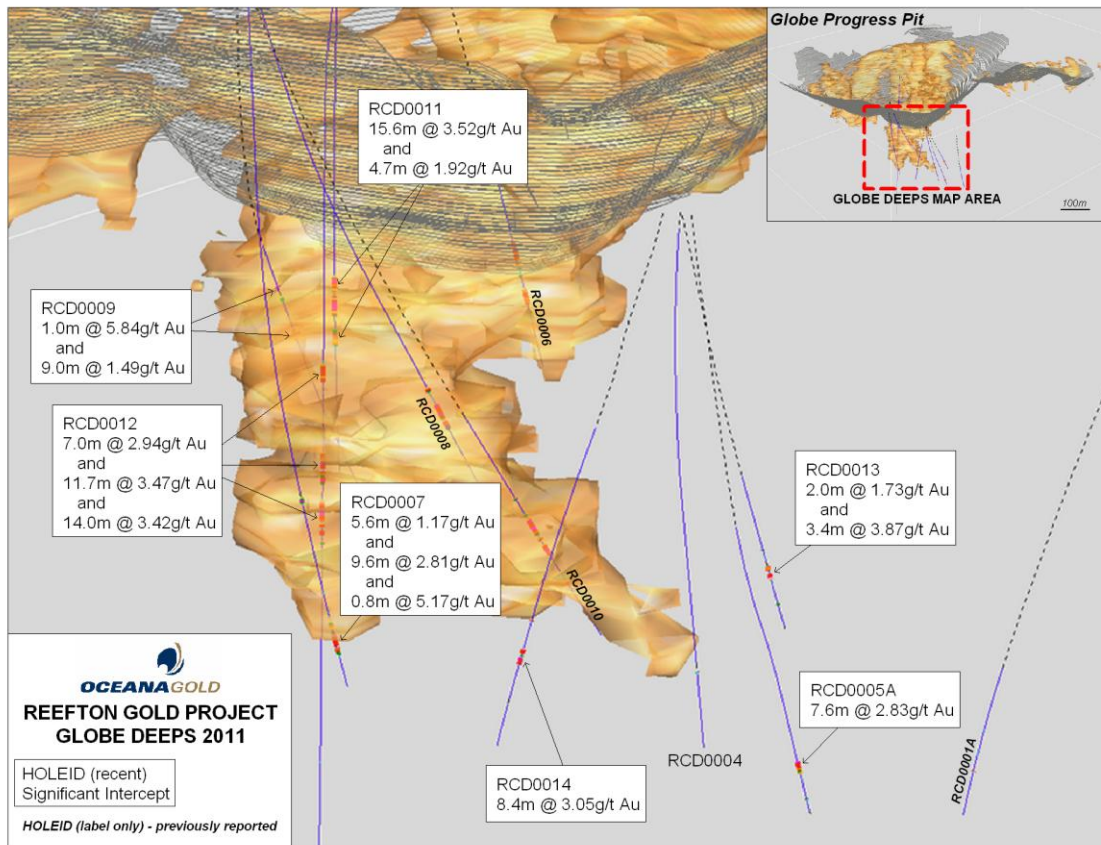 Globe Progress Pit
GLOBE DEEPS MAP AREA
100m
RCD0011
15.6m @ 3.52g/t Au
and
4.7m @ 1.92g/t Au
RCD0009
1.0m @ 5.84g/t Au
and
9.0m @ 1.49g/t Au
RCD0006
RCD0012
7.0m @ 2.94g/t Au
and
11.7m @ 3.47g/t Au
and
14.0m @ 3.42g/t Au
RCD0008
RCD0007
5.6m @ 1.17g/t Au
and
9.6m @ 2.81g/t Au
and
0.8m @ 5.17g/t Au
RCD0013
2.0m @ 1.73g/t Au
and
3.4m @ 3.87g/t Au
RCD0010
RCD0005A
7.6m @ 2.83g/t Au
RCD0014
8.4m @ 3.05g/t Au
RCD0004
RCD0001A
OCEANAGOLD
REEFTON GOLD PROJECT
GLOBE DEEPS 2011
HOLEID (recent)
Significant Intercept
HOLEID (label only) - previously reported